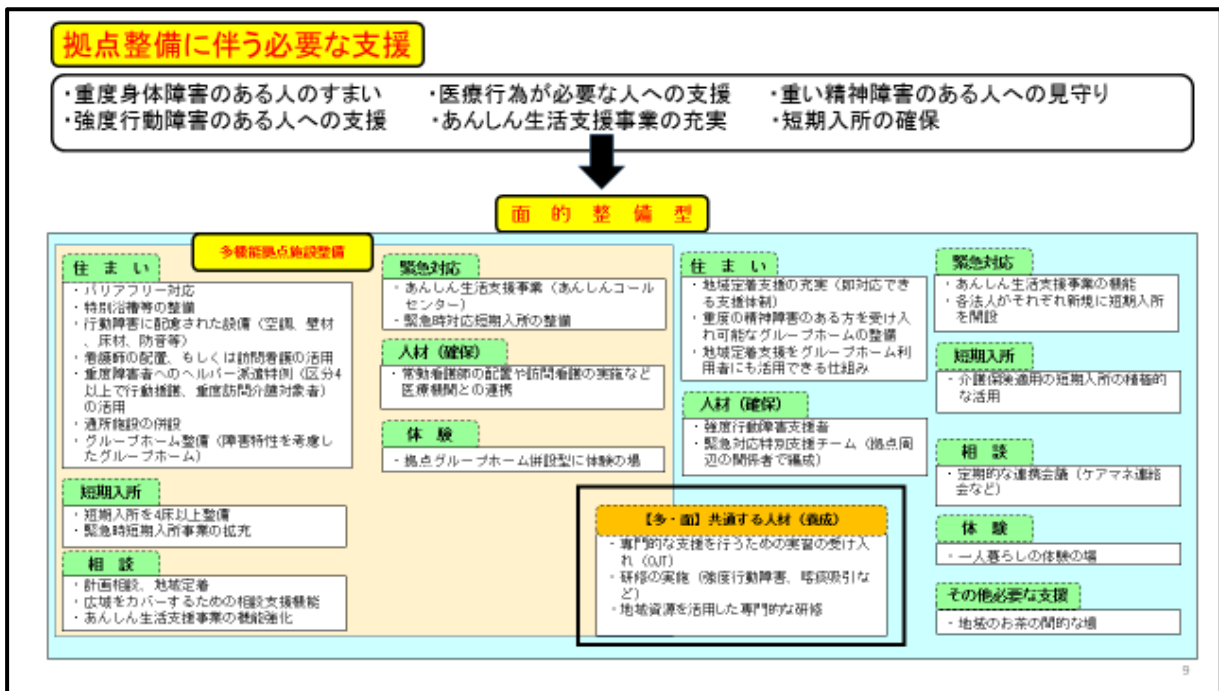 拠点整備に伴う必要な支援
・重度身体障害のある人のすまい　・医療行為が必要な人への支援　・重い精神障害のある人への見守り
・強度行動障害のある人への支援　・あんしん生活支援事業の充実　・短期入所の確保
面的整備型
多機能拠点施設整備
住まい
・バリアフリー対応
・特別浴槽等の整備
・行動障害に配慮された設備（空調、壁材
、床材、防音等）
・看護師の配置、もしくは訪問看護の活用
・重度障害者へのヘルパー派遣特例（区分4
以上で行動援護、重度訪問介護対象者）
の活用
・通所施設の併設
・グループホーム整備（障害特性を考慮し
たグループホーム）
短期入所
・短期入所を4床以上整備
・緊急時短期入所事業の拡充
相談
・計画相談、地域定着
・広域をカバーするための相談支援機能
・あんしん生活支援事業の機能強化
緊急対応
・あんしん生活支援事業（あんしんコール
センター）
・緊急時対応短期入所の整備
人材（確保）
・常勤看護師の配置や訪問看護の実施など
医療機関との連携
体験
・拠点グループホーム併設型に体験の場
住まい
・地域定着支援の充実（即対応でき
る支援体制）
・重度の精神障害のある方を受け入
れ可能なグループホームの整備
・地域定着支援をグループホーム利
用者にも活用できる仕組み
人材（確保）
・強度行動障害支援者
・緊急対応特別支援チーム（拠点周
辺の関係者で編成）
【多・面】共通する人材（養成）
・専門的な支援を行うための実習の受け入
れ（OJT）
・研修の実施（強度行動障害、喀痰吸引な
ど）
・地域資源を活用した専門的な研修
緊急対応
・あんしん生活支援事業の機能
・各法人がそれぞれ新規に短期入所
を開設
短期入所
・介護保険適用の短期入所の積極的
な活用
相談
・定期的な連携会議（ケアマネ連絡
会など）
体験
・一人暮らしの体験の場
その他必要な支援
・地域のお茶の間的な場
9